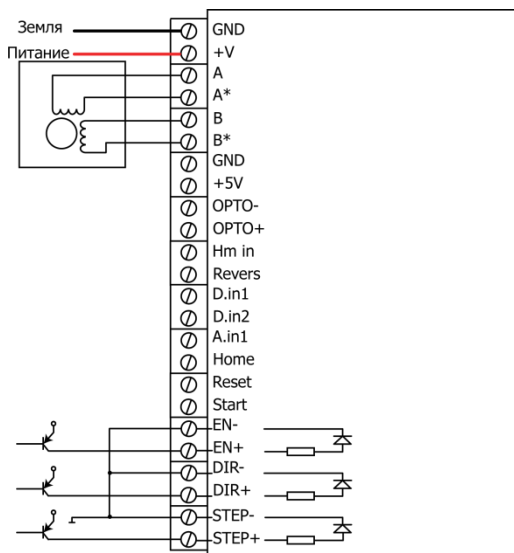 Земля
Питание
GND
+V
A
A*
B
B*
GND
+5V
OPTO-
OPTO+
Hm in
Revers
D.in1
D.in2
A.in1
Home
Reset
Start
EN-
EN+
DIR-
DIR+
STEP-
STEP+